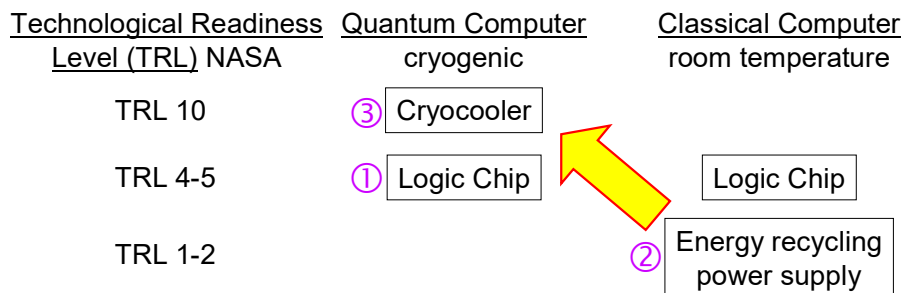 Technological Readiness Level (TRL) NASA
Quantum Computer cryogenic
Classical Computer room temperature
TRL 10
③ Cryocooler
TRL 4-5
① Logic Chip
Logic Chip
TRL 1-2
② Energy recycling power supply